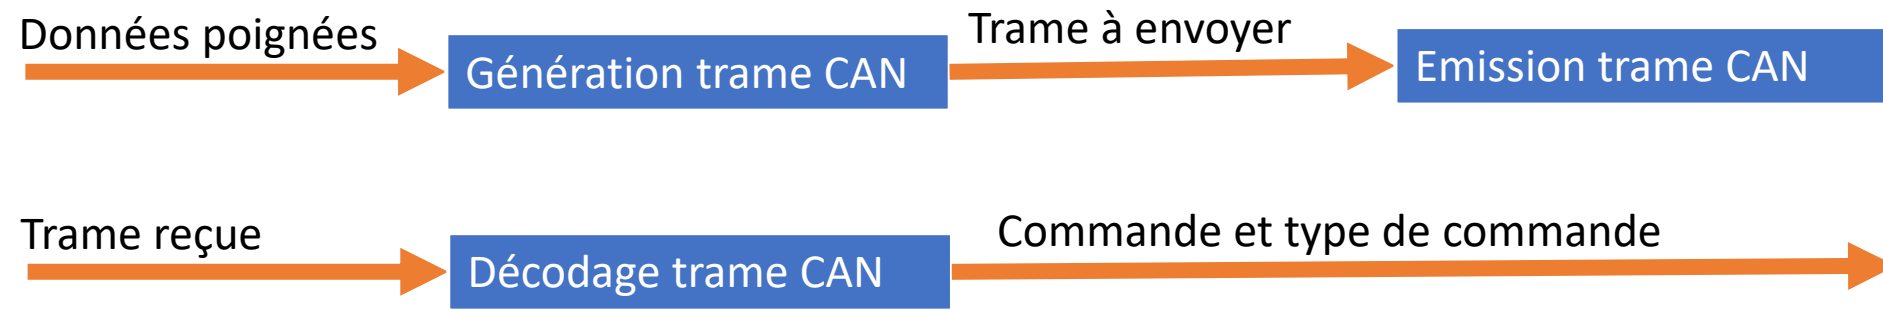 Données poignées
Génération trame CAN
Trame à envoyer
Emission trame CAN
Trame reçue
Décodage trame CAN
Commande et type de commande